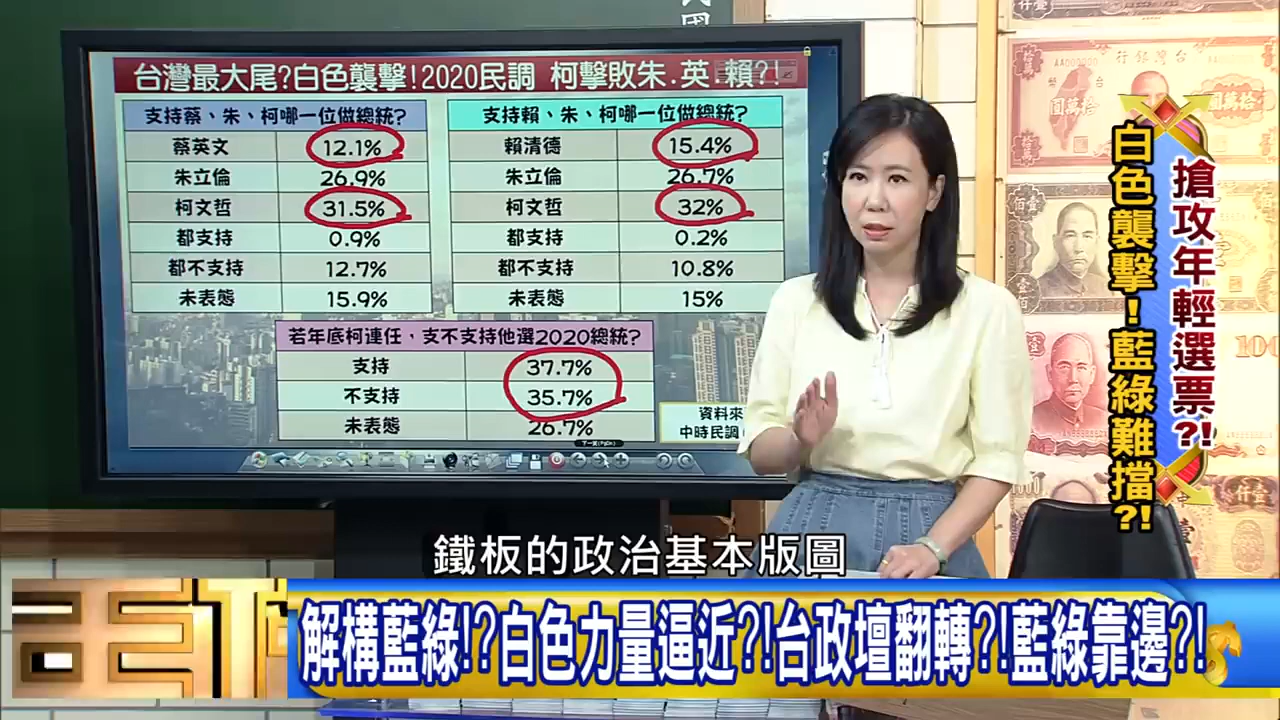 台灣最大尾?白色襲擊!2020民調 柯擊敗朱.英.賴?!
支持蔡、朱、柯哪一位做總統?
蔡英文 12.1%
朱立倫 26.9%
柯文哲 31.5%
都支持 0.9%
都不支持 12.7%
未表態 15.9%
支持賴、朱、柯哪一位做總統?
賴清德 15.4%
朱立倫 26.7%
柯文哲 32%
都支持 0.2%
都不支持 10.8%
未表態 15%
若年底柯連任,支不支持他選2020總統?
支持 37.7%
不支持 35.7%
未表態 26.7%
資料來
中時民調
搶攻年輕選票?!
白色襲擊!藍綠難擋?!
台灣銀行
拾萬圓
100
鐵板的政治基本版圖
解構藍綠!?白色力量逼近?!台政壇翻轉?!藍綠靠邊?!